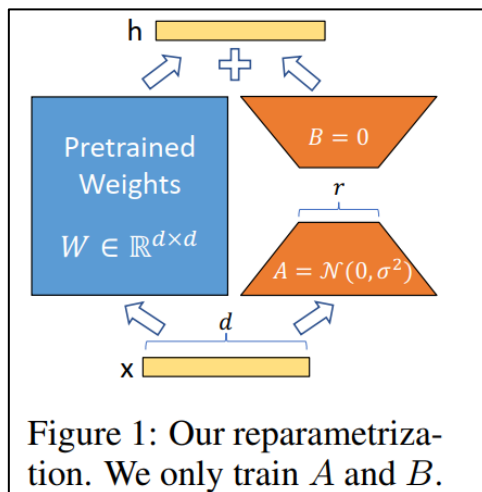 h
Pretrained
Weights
W ∈ ℝ^{d×d}
B = 0
r
A = 𝒩(0, σ²)
d
x
Figure 1: Our reparametriza-
tion. We only train A and B.